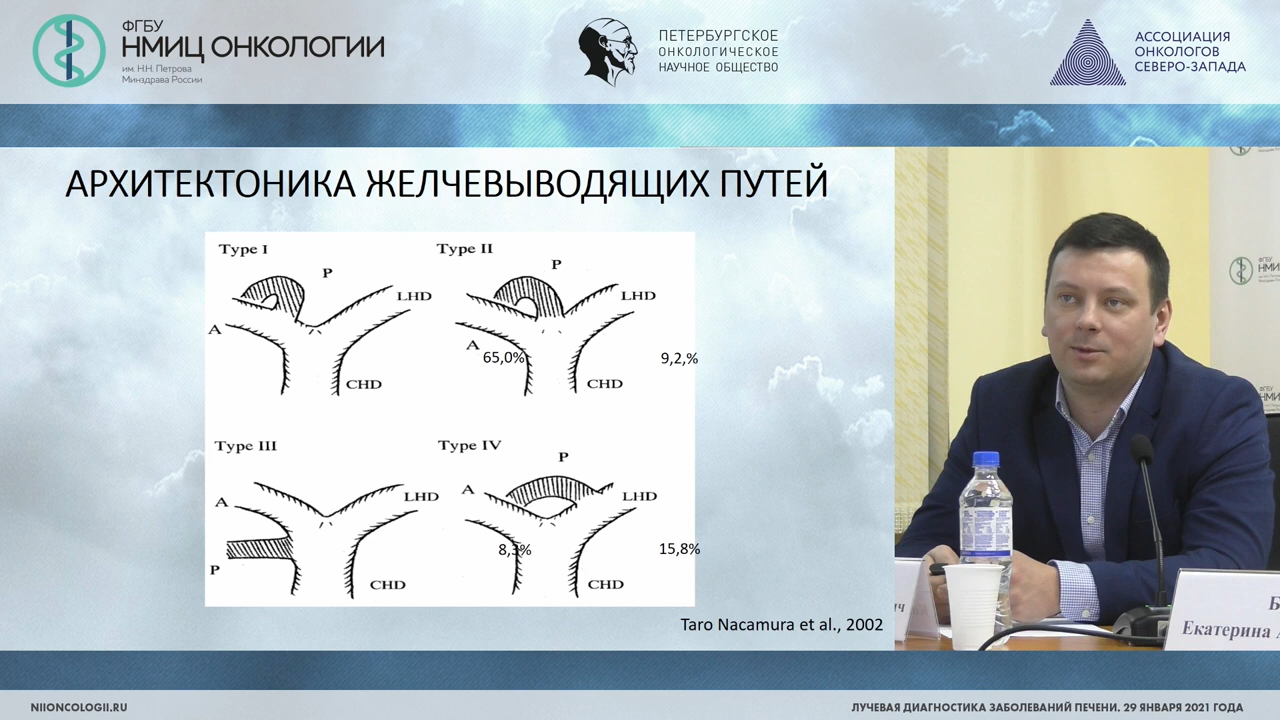 ФГБУ
НМИЦ ОНКОЛОГИИ
им. Н.Н. Петрова
Минздрава России
ПЕТЕРБУРГСКОЕ
ОНКОЛОГИЧЕСКОЕ
НАУЧНОЕ ОБЩЕСТВО
АССОЦИАЦИЯ
ОНКОЛОГОВ
СЕВЕРО-ЗАПАДА
АРХИТЕКТОНИКА ЖЕЛЧЕВЫВОДЯЩИХ ПУТЕЙ
Type I
P
LHD
A
65,0%
CHD
Type II
P
LHD
A
9,2,%
CHD
Type III
A
LHD
8,3%
P
CHD
Type IV
P
A
LHD
15,8%
CHD
Taro Nacamura et al., 2002
ФГБУ
НМИЦ
ич
Б
Екатерина А
NIIONCOLOGII.RU
ЛУЧЕВАЯ ДИАГНОСТИКА ЗАБОЛЕВАНИЙ ПЕЧЕНИ. 29 ЯНВАРЯ 2021 ГОДА